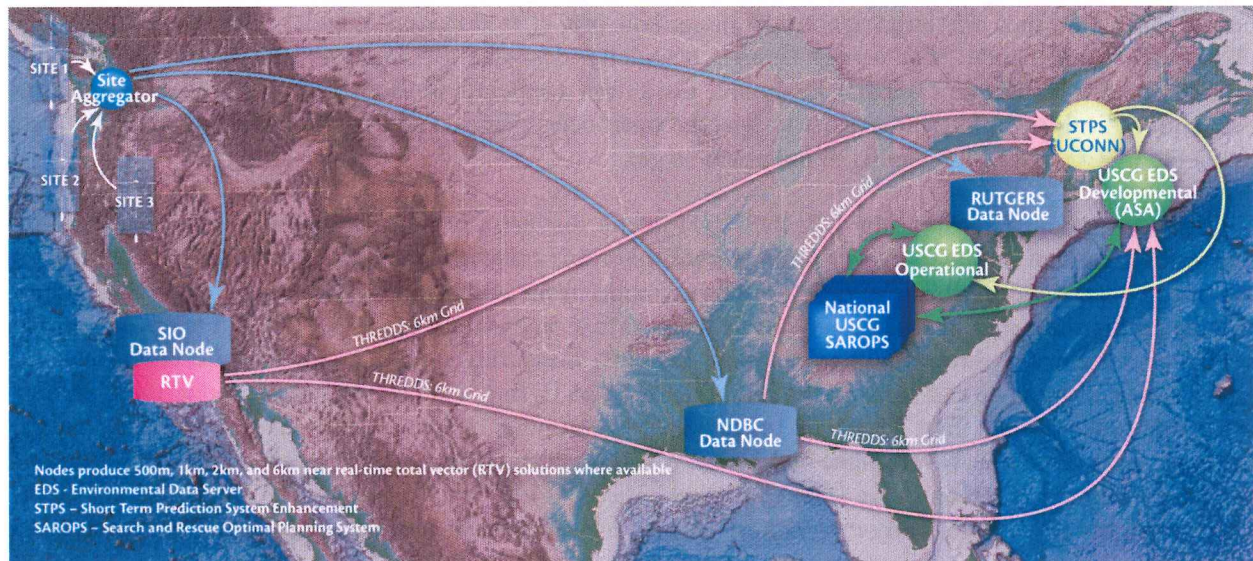 SITE 1
Site
Aggregator
SITE 2
SITE 3
STPS
(UCONN)
USCG EDS
Developmental
(ASA)
RUTGERS
Data Node
USCG EDS
Operational
National
USCG
SAROPS
SIO
Data Node
RTV
THREDDS: 6km Grid
THREDDS: 6km Grid
THREDDS: 6km Grid
THREDDS: 6km Grid
NDBC
Data Node
Nodes produce 500m, 1km, 2km, and 6km near real-time total vector (RTV) solutions where available
EDS - Environmental Data Server
STPS – Short Term Prediction System Enhancement
SAROPS – Search and Rescue Optimal Planning System